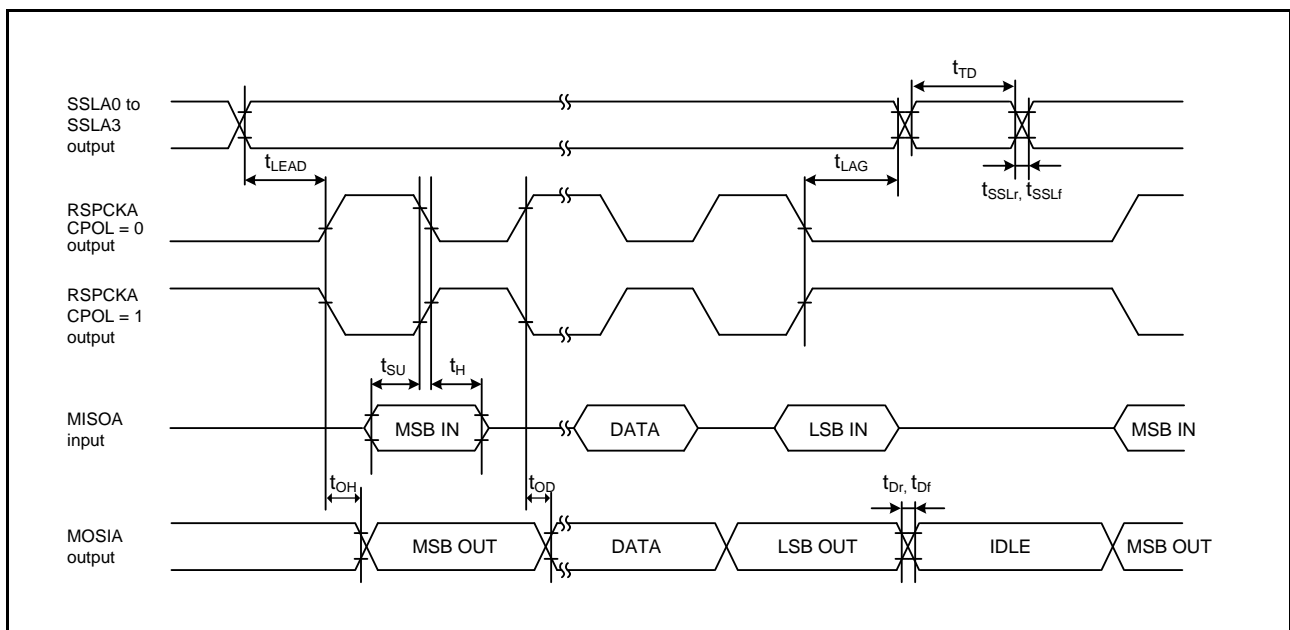 tTD
SSLA0 to
SSLA3
output
tLEAD
tLAG
tSSLr, tSSLf
RSPCKA
CPOL = 0
output
RSPCKA
CPOL = 1
output
tSU
tH
MISOA
input
MSB IN
DATA
LSB IN
MSB IN
tOH
tOD
tDr, tDf
MOSIA
output
MSB OUT
DATA
LSB OUT
IDLE
MSB OUT